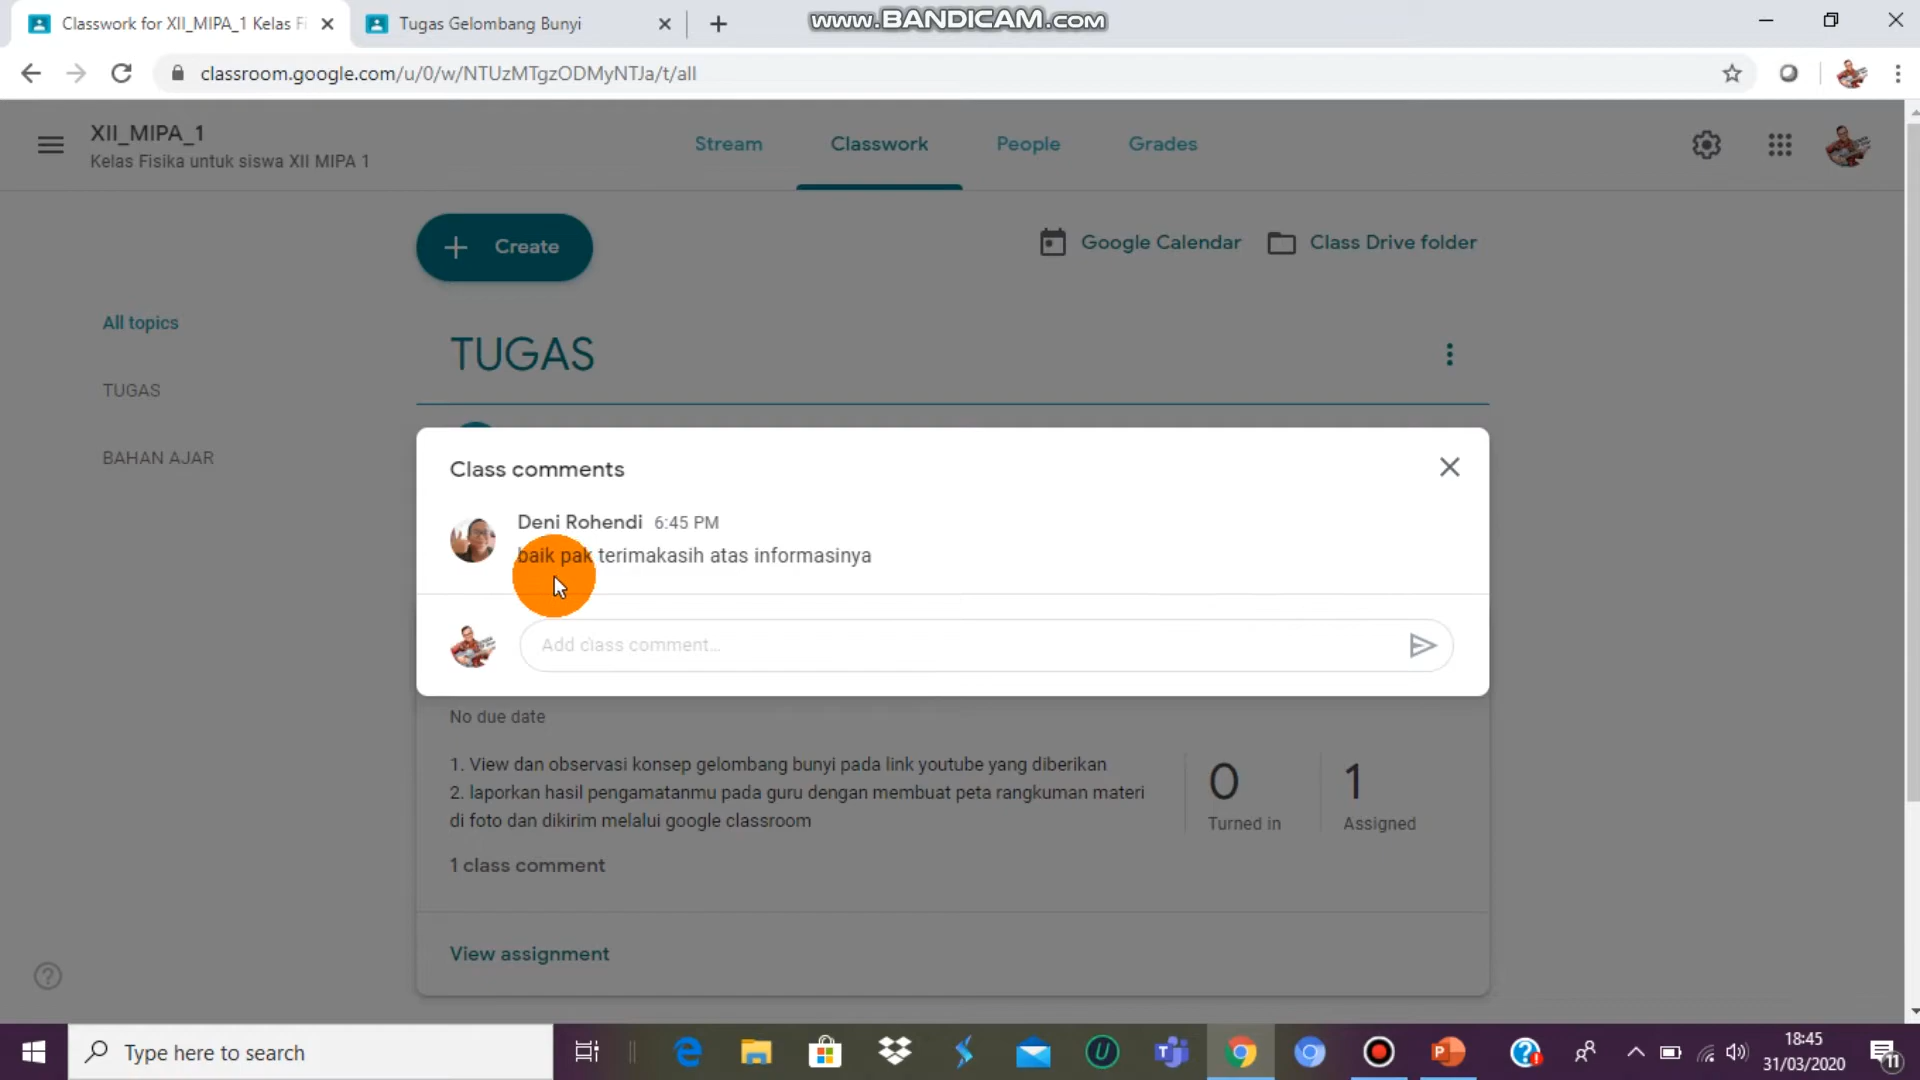 Classwork for XII_MIPA_1 Kelas Fi
Tugas Gelombang Bunyi
www.BANDICAM.com
classroom.google.com/u/0/w/NTUzMTgzODMyNTJa/t/all
XII_MIPA_1
Kelas Fisika untuk siswa XII MIPA 1
Stream
Classwork
People
Grades
Create
Google Calendar
Class Drive folder
All topics
TUGAS
BAHAN AJAR
TUGAS
Class comments
Deni Rohendi 6:45 PM
baik pak terimakasih atas informasinya
Add class comment...
No due date
1. View dan observasi konsep gelombang bunyi pada link youtube yang diberikan
2. laporkan hasil pengamatanmu pada guru dengan membuat peta rangkuman materi
di foto dan dikirim melalui google classroom
0
Turned in
1
Assigned
1 class comment
View assignment
Type here to search
18:45
31/03/2020
11